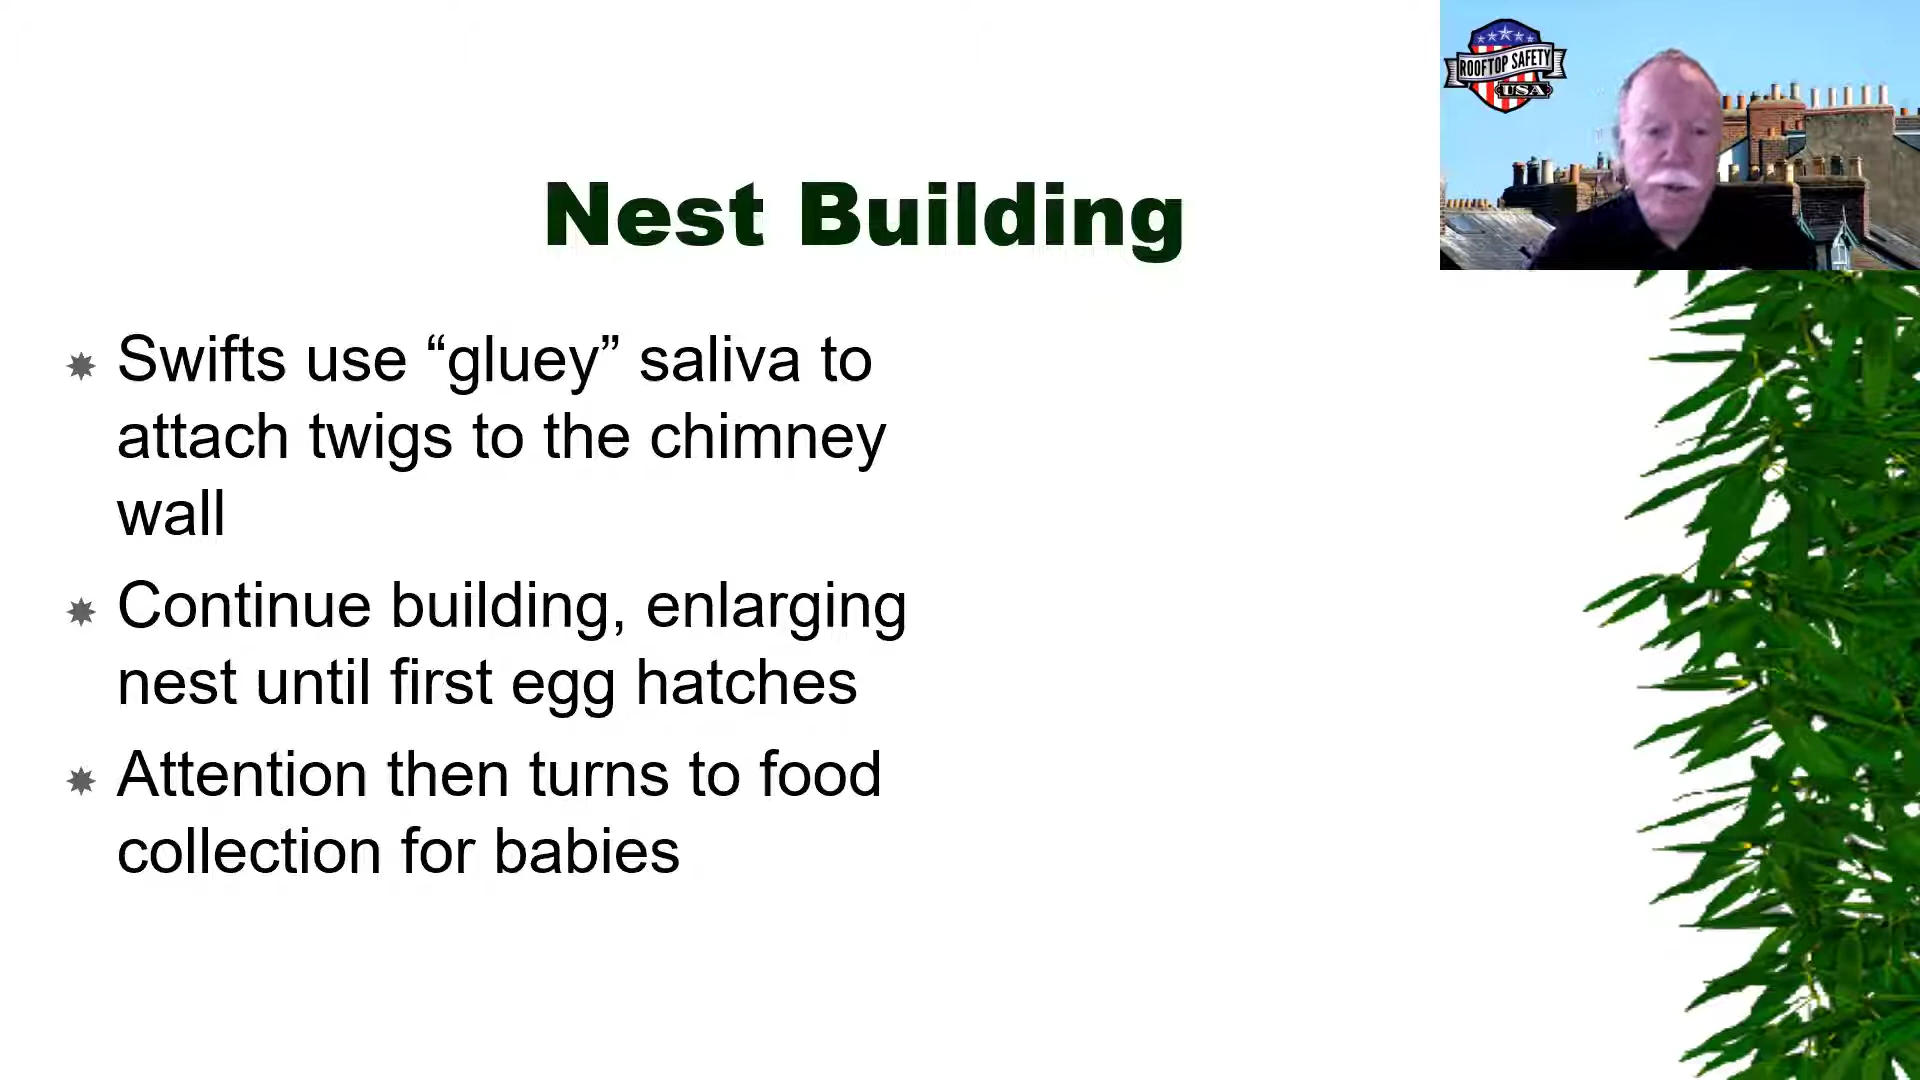 ROOFTOP SAFETY
USA
Nest Building
Swifts use “gluey” saliva to
attach twigs to the chimney
wall
Continue building, enlarging
nest until first egg hatches
Attention then turns to food
collection for babies